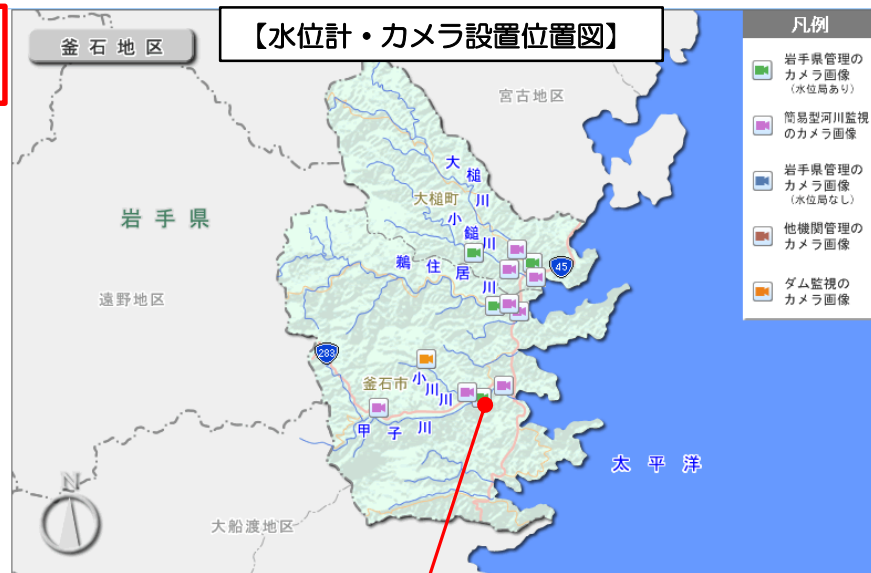 【水位計・カメラ設置位置図】
釜石地区
凡例
岩手県管理の
カメラ画像
（水位局あり）
簡易型河川監視
のカメラ画像
岩手県管理の
カメラ画像
（水位局なし）
他機関管理の
カメラ画像
ダム監視の
カメラ画像
宮古地区
大槌川
大槌町
小鎚川
岩手県
鵜住居川
45
遠野地区
283
釜石市
小川川
甲子川
太平洋
N
大船渡地区